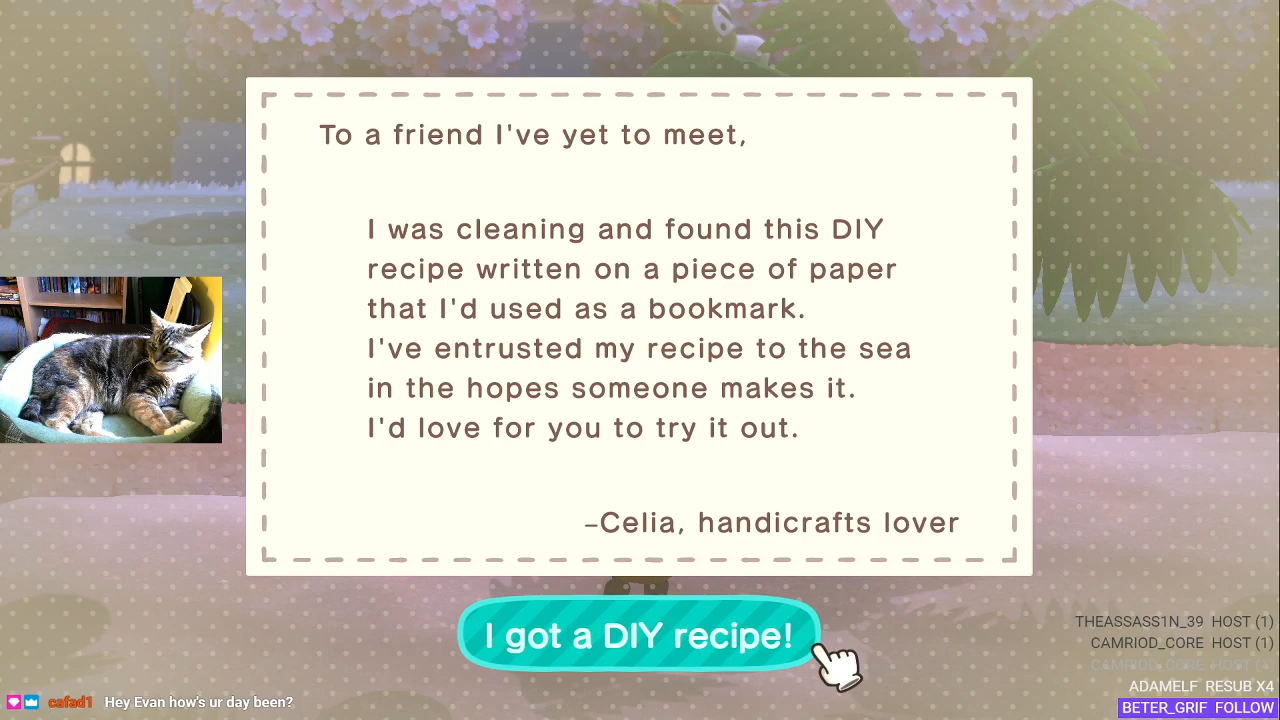 To a friend I've yet to meet,
I was cleaning and found this DIY
recipe written on a piece of paper
that I'd used as a bookmark.
I've entrusted my recipe to the sea
in the hopes someone makes it.
I'd love for you to try it out.
–Celia, handicrafts lover
I got a DIY recipe!
THEASSASS1N_39 HOST (1)
CAMRIOD_CORE HOST (1)
CAMRIOD_CORE HOST (1)
ADAMELF RESUB X4
BETER_GRIF FOLLOW
cafad1 Hey Evan how's ur day been?